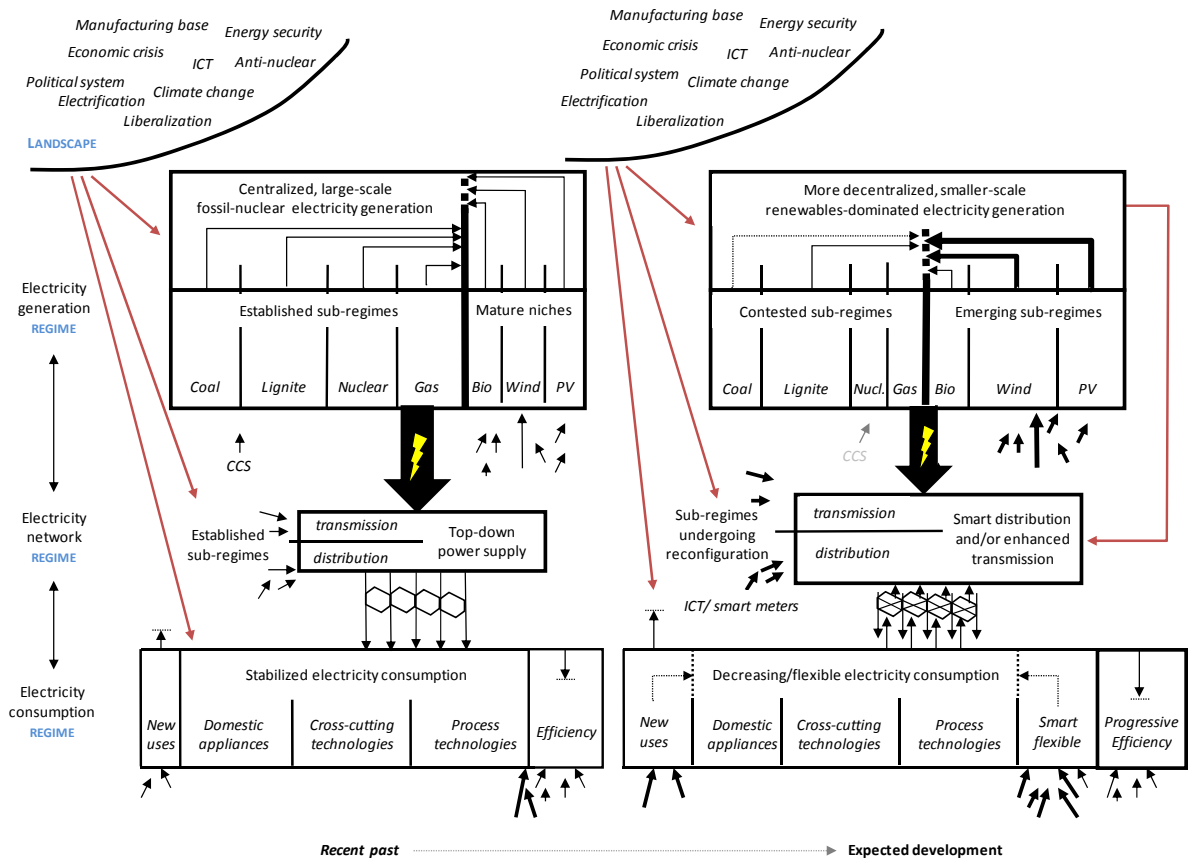 Manufacturing base
Energy security
Economic crisis
ICT
Anti-nuclear
Political system
Climate change
Electrification
Liberalization
LANDSCAPE
Manufacturing base
Energy security
Economic crisis
ICT
Anti-nuclear
Political system
Climate change
Electrification
Liberalization
Electricity
generation
REGIME
Centralized, large-scale
fossil-nuclear electricity generation
Established sub-regimes
Mature niches
Coal
Lignite
Nuclear
Gas
Bio
Wind
PV
CCS
More decentralized, smaller-scale
renewables-dominated electricity generation
Contested sub-regimes
Emerging sub-regimes
Coal
Lignite
Nucl.
Gas
Bio
Wind
PV
CCS
Electricity
network
REGIME
Established
sub-regimes
transmission
distribution
Top-down
power supply
Sub-regimes
undergoing
reconfiguration
transmission
distribution
Smart distribution
and/or enhanced
transmission
ICT/ smart meters
Electricity
consumption
REGIME
Stabilized electricity consumption
New
uses
Domestic
appliances
Cross-cutting
technologies
Process
technologies
Efficiency
Decreasing/flexible electricity consumption
New
uses
Domestic
appliances
Cross-cutting
technologies
Process
technologies
Smart
flexible
Progressive
Efficiency
Recent past
Expected development